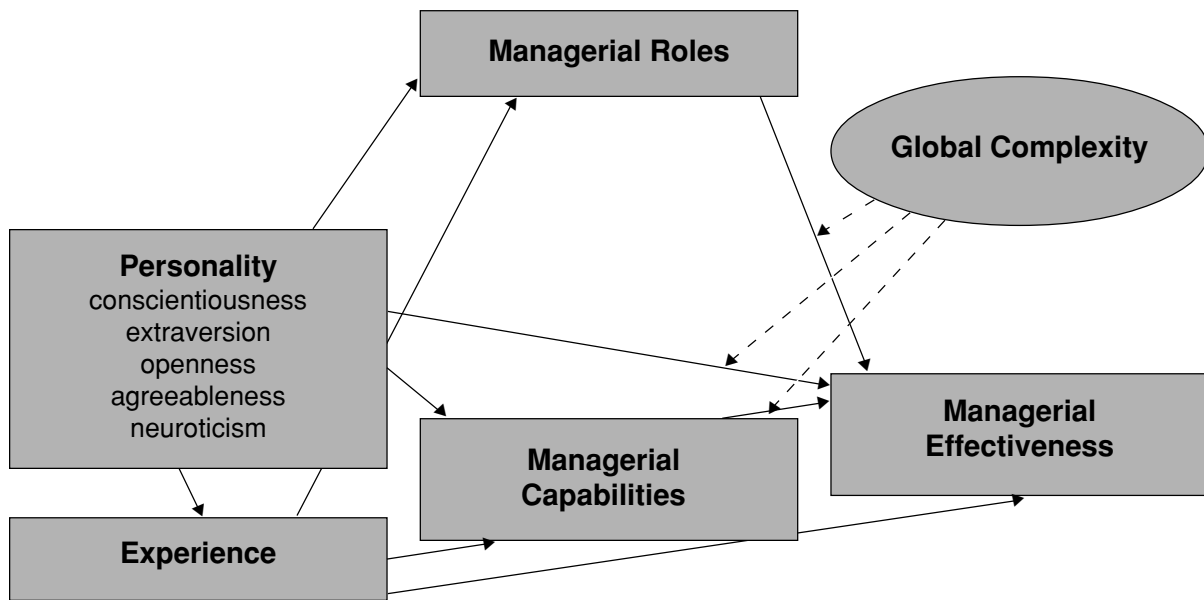 Managerial Roles
Global Complexity
Personality
conscientiousness
extraversion
openness
agreeableness
neuroticism
Managerial
Effectiveness
Managerial
Capabilities
Experience